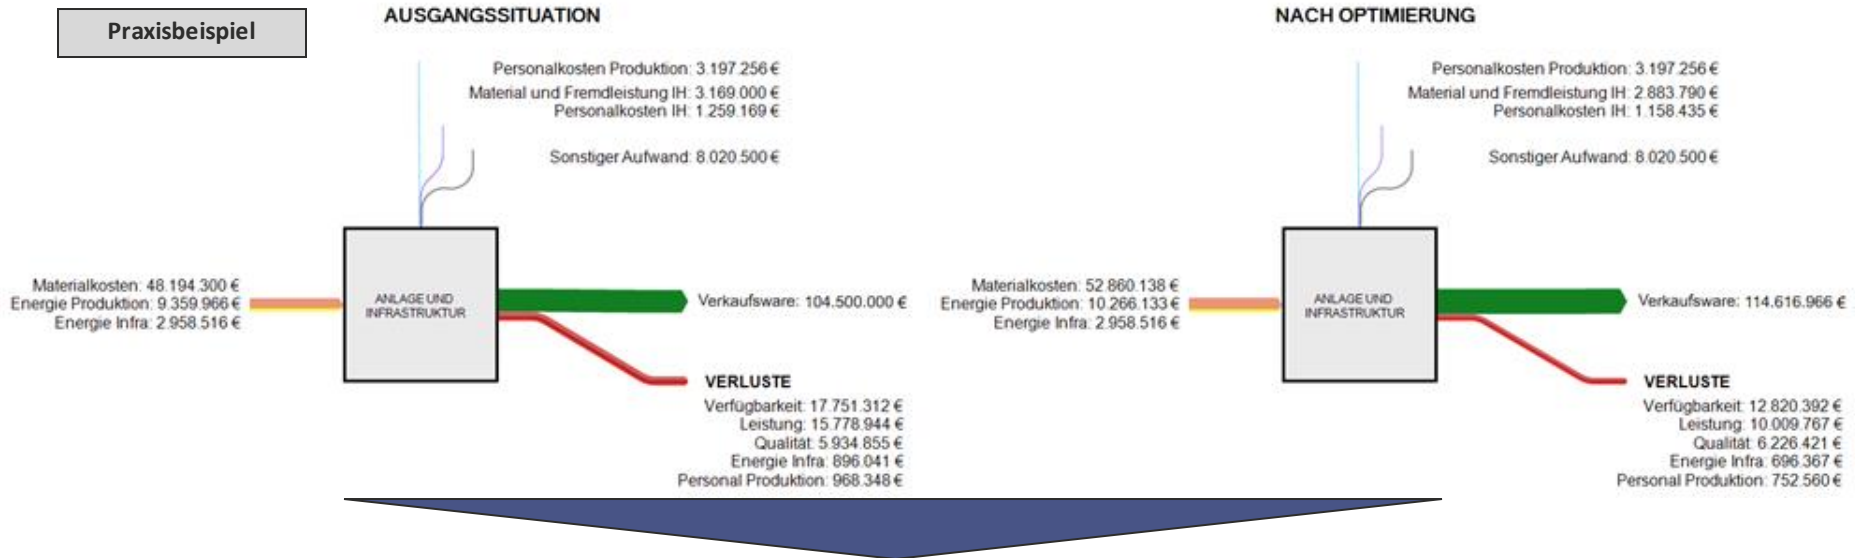 Praxisbeispiel
AUSGANGSSITUATION
Personalkosten Produktion: 3.197.256 €
Material und Fremdleistung IH: 3.169.000 €
Personalkosten IH: 1.259.169 €
Sonstiger Aufwand: 8.020.500 €
Materialkosten: 48.194.300 €
Energie Produktion: 9.359.966 €
Energie Infra: 2.958.516 €
ANLAGE UND
INFRASTRUKTUR
Verkaufsware: 104.500.000 €
VERLUSTE
Verfügbarkeit: 17.751.312 €
Leistung: 15.778.944 €
Qualität: 5.934.855 €
Energie Infra: 896.041 €
Personal Produktion: 968.348 €
NACH OPTIMIERUNG
Personalkosten Produktion: 3.197.256 €
Material und Fremdleistung IH: 2.883.790 €
Personalkosten IH: 1.158.435 €
Sonstiger Aufwand: 8.020.500 €
Materialkosten: 52.860.138 €
Energie Produktion: 10.266.133 €
Energie Infra: 2.958.516 €
ANLAGE UND
INFRASTRUKTUR
Verkaufsware: 114.616.966 €
VERLUSTE
Verfügbarkeit: 12.820.392 €
Leistung: 10.009.767 €
Qualität: 6.226.421 €
Energie Infra: 696.367 €
Personal Produktion: 752.560 €